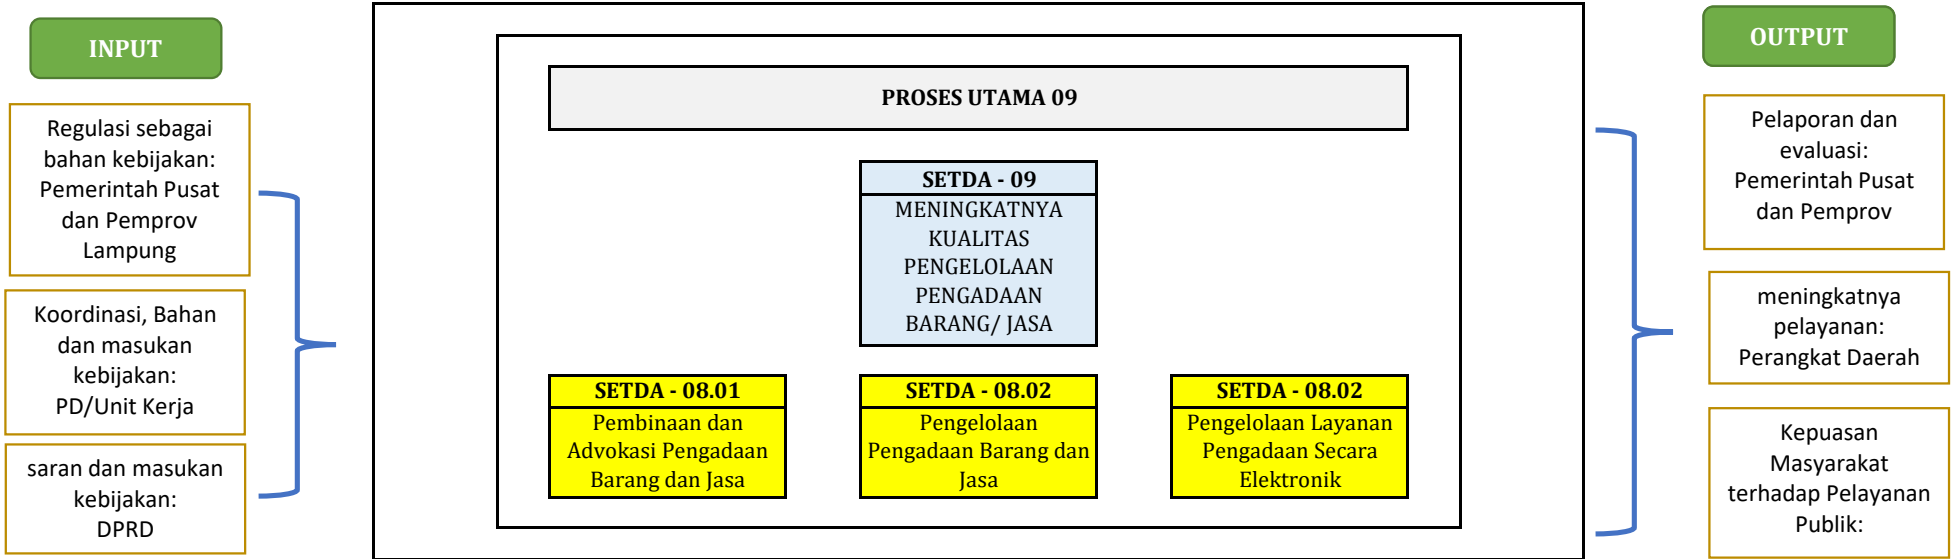 INPUT
Regulasi sebagai
bahan kebijakan:
Pemerintah Pusat
dan Pemprov
Lampung
Koordinasi, Bahan
dan masukan
kebijakan:
PD/Unit Kerja
saran dan masukan
kebijakan:
DPRD
PROSES UTAMA 09
SETDA - 09
MENINGKATNYA
KUALITAS
PENGELOLAAN
PENGADAAN
BARANG/ JASA
SETDA - 08.01
Pembinaan dan
Advokasi Pengadaan
Barang dan Jasa
SETDA - 08.02
Pengelolaan
Pengadaan Barang dan
Jasa
SETDA - 08.02
Pengelolaan Layanan
Pengadaan Secara
Elektronik
OUTPUT
Pelaporan dan
evaluasi:
Pemerintah Pusat
dan Pemprov
meningkatnya
pelayanan:
Perangkat Daerah
Kepuasan
Masyarakat
terhadap Pelayanan
Publik: